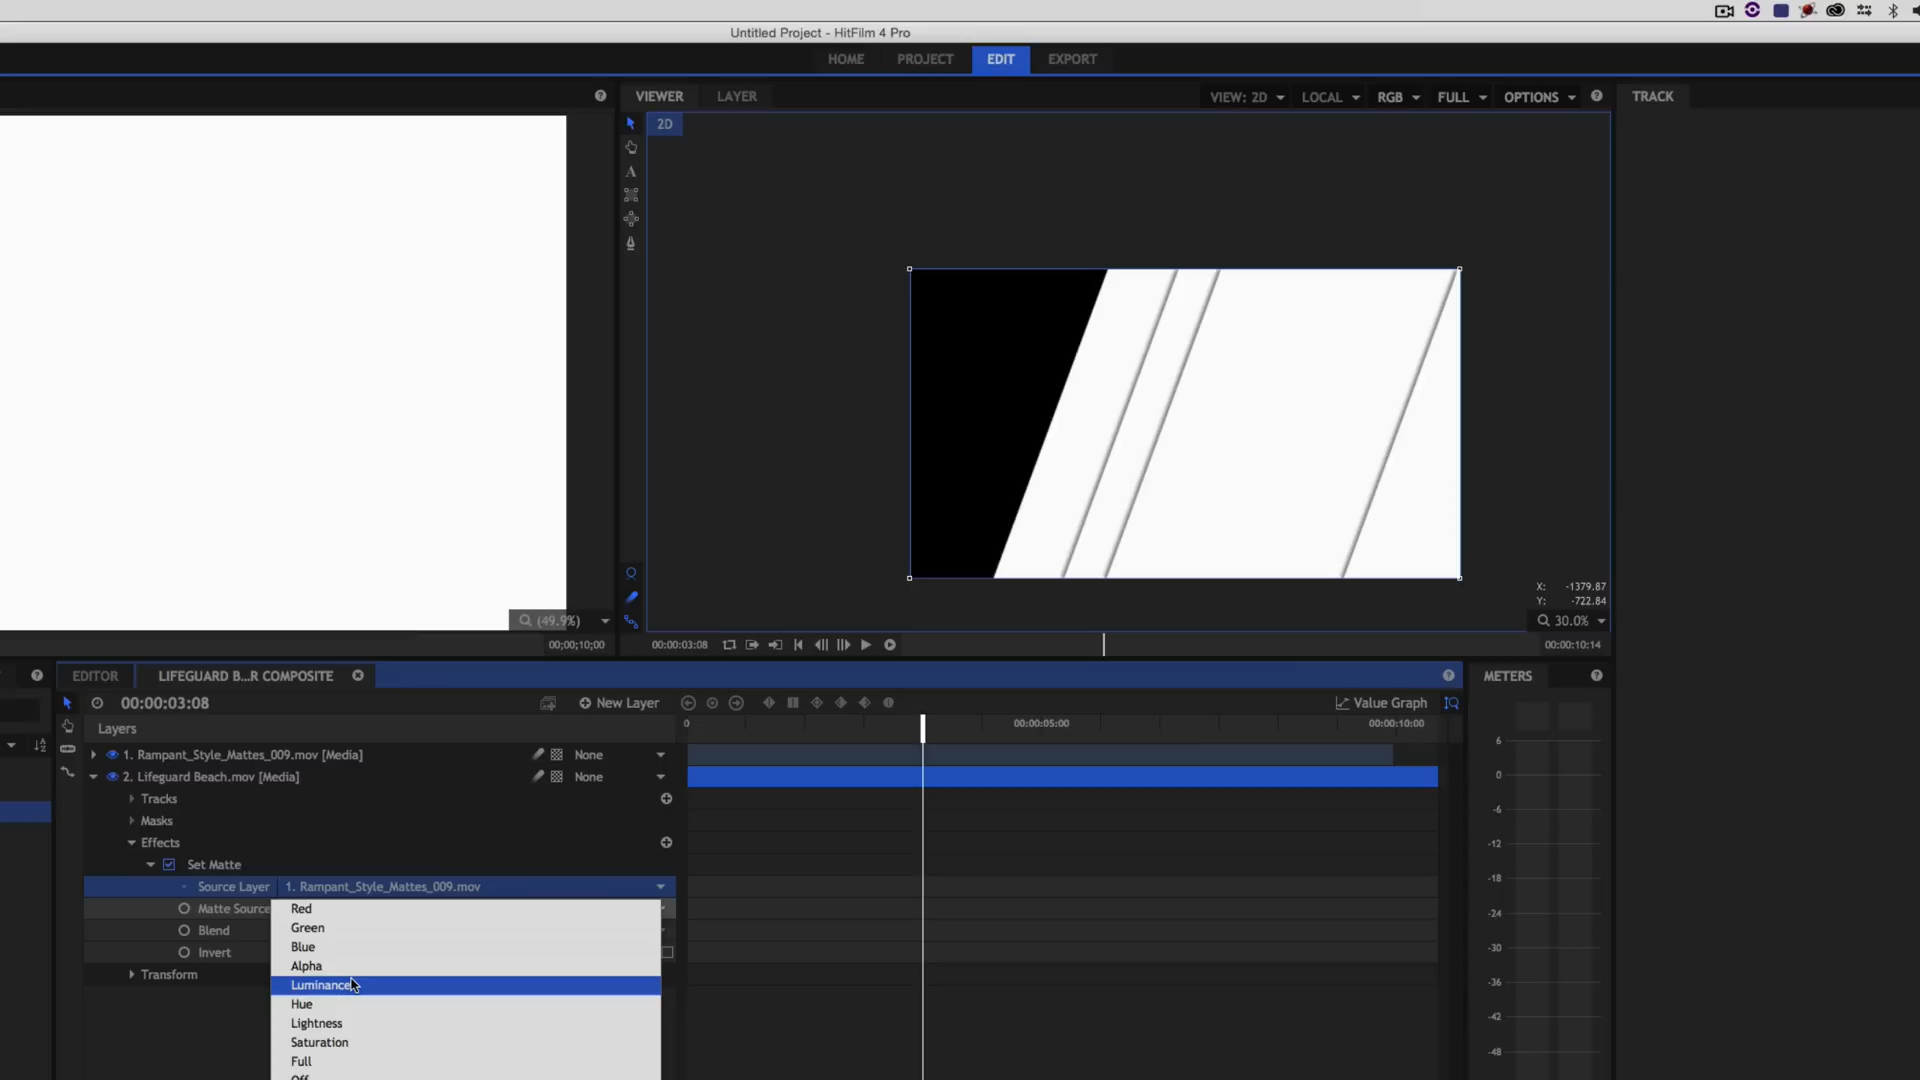 Untitled Project - HitFilm 4 Pro
HOME PROJECT EDIT EXPORT
VIEWER LAYER VIEW: 2D LOCAL RGB FULL OPTIONS TRACK
2D
X: -1379.87
Y: -722.84
(49.9%) 30.0%
00;00;10;00 00:00:03:08 00:00:10:14
EDITOR LIFEGUARD B...R COMPOSITE METERS
00:00:03:08 New Layer Value Graph
Layers 0 00:00:05:00 00:00:10:00
1. Rampant_Style_Mattes_009.mov [Media] None
2. Lifeguard Beach.mov [Media] None
Tracks
Masks
Effects
Set Matte
Source Layer 1. Rampant_Style_Mattes_009.mov
Matte Source Red
Green
Blend
Blue
Invert
Alpha
Transform
Luminance
Hue
Lightness
Saturation
Full
6
0
-6
-12
-18
-24
-30
-36
-42
-48